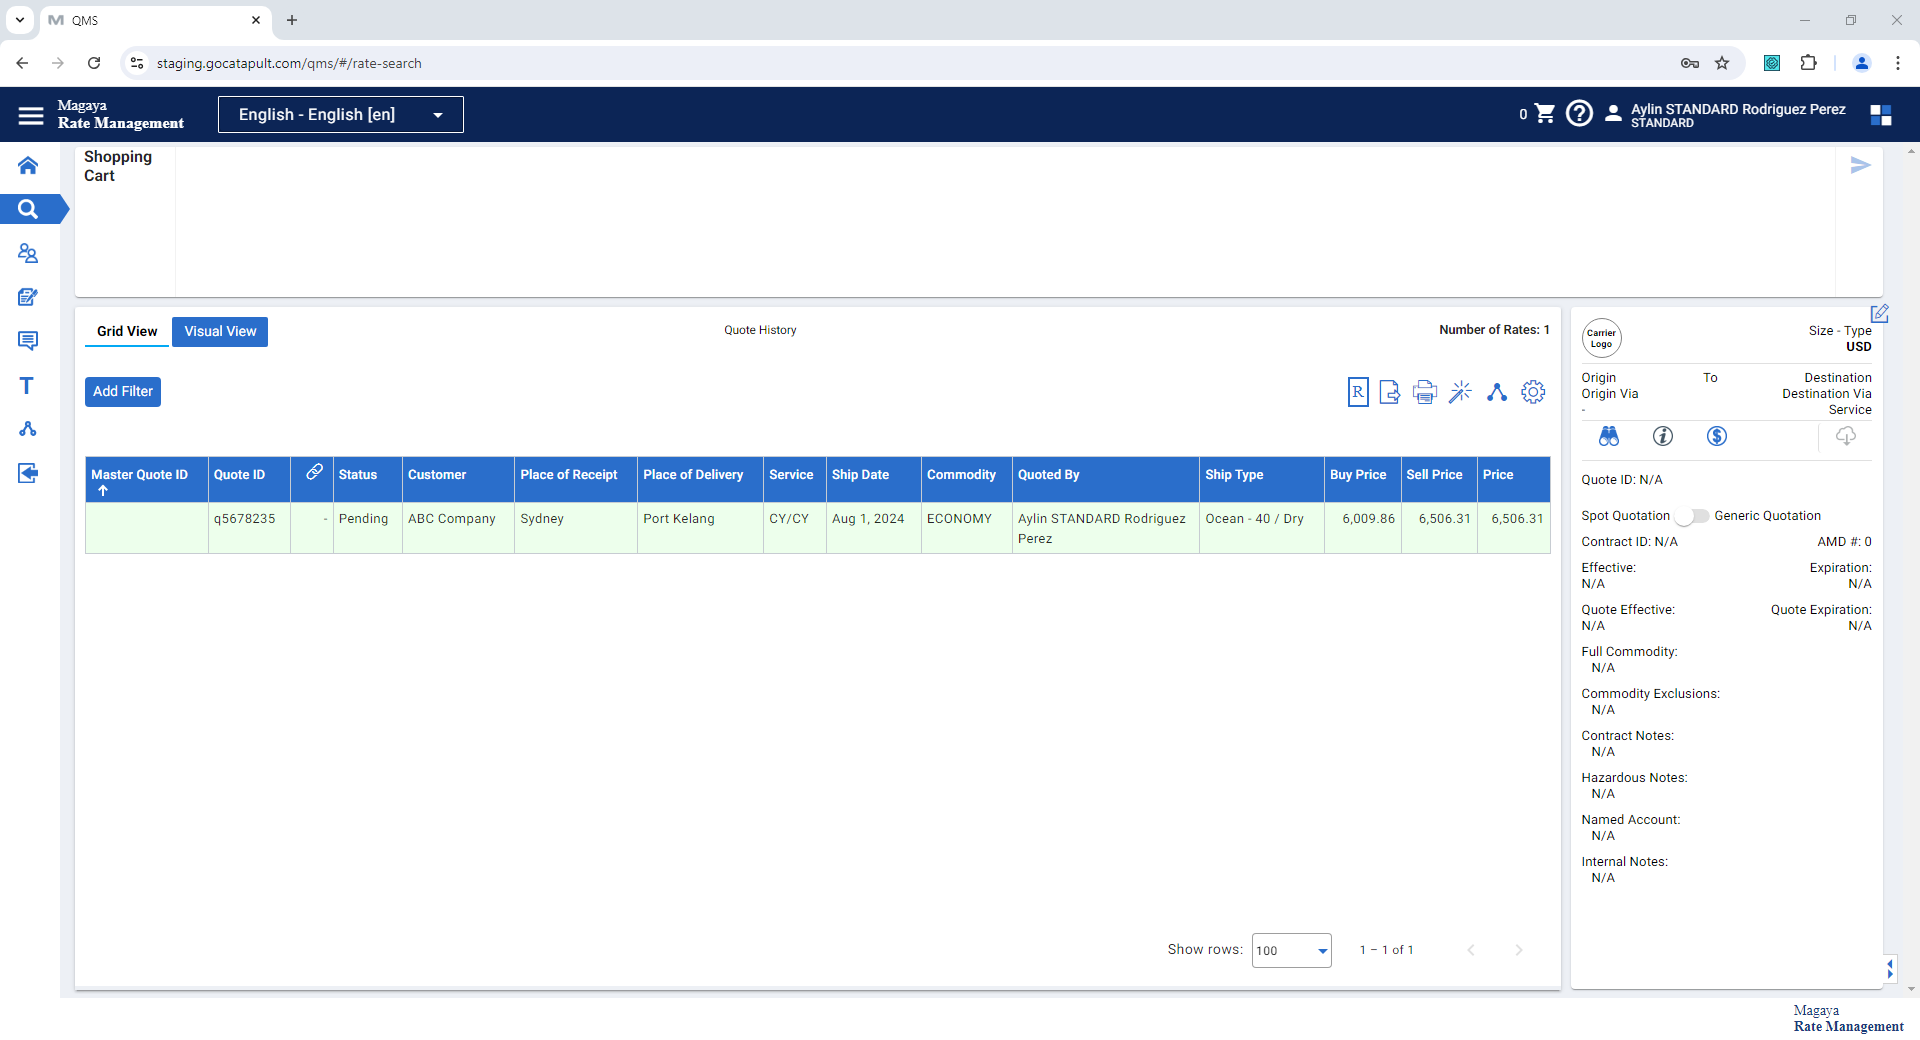 QMS
staging.gocatapult.com/qms/#/rate-search
Magaya
Rate Management
English - English [en]
0
Aylin STANDARD Rodriguez Perez
STANDARD
Shopping
Cart
Grid View
Visual View
Quote History
Number of Rates: 1
Add Filter
R
Master Quote ID
Quote ID
Status
Customer
Place of Receipt
Place of Delivery
Service
Ship Date
Commodity
Quoted By
Ship Type
Buy Price
Sell Price
Price
q5678235
-
Pending
ABC Company
Sydney
Port Kelang
CY/CY
Aug 1, 2024
ECONOMY
Aylin STANDARD Rodriguez
Perez
Ocean - 40 / Dry
6,009.86
6,506.31
6,506.31
Show rows:
100
1 – 1 of 1
Carrier
Logo
Size - Type
USD
Origin
To
Destination
Origin Via
Destination Via
-
Service
Quote ID: N/A
Spot Quotation
Generic Quotation
Contract ID: N/A
AMD #: 0
Effective:
Expiration:
N/A
N/A
Quote Effective:
Quote Expiration:
N/A
N/A
Full Commodity:
N/A
Commodity Exclusions:
N/A
Contract Notes:
N/A
Hazardous Notes:
N/A
Named Account:
N/A
Internal Notes:
N/A
T
Magaya
Rate Management